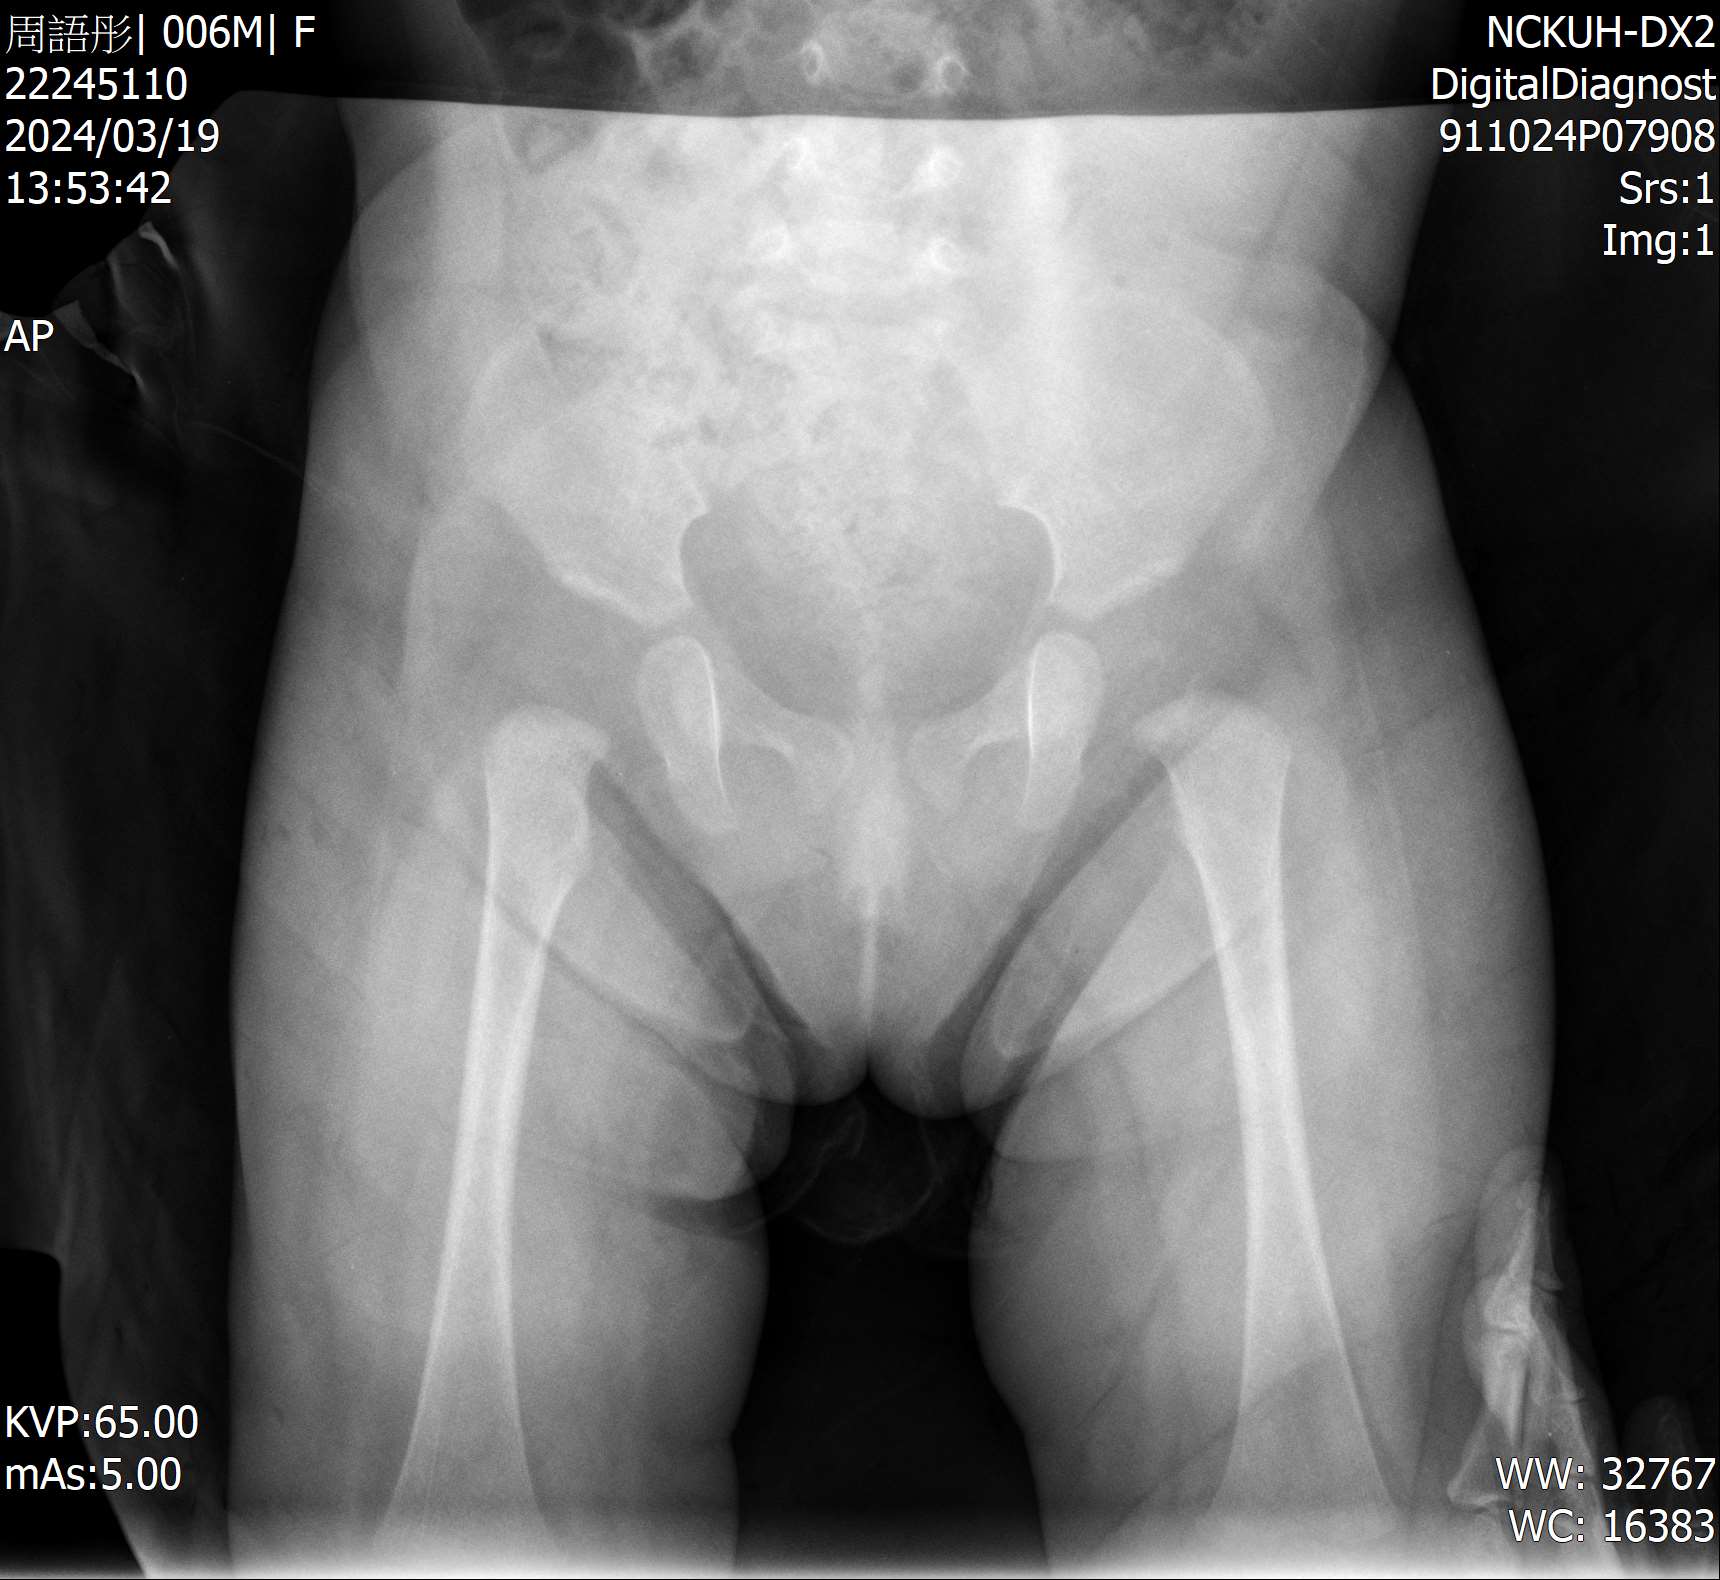 周語彤| 006M| F
22245110
2024/03/19
13:53:42
AP
NCKUH-DX2
DigitalDiagnost
911024P07908
Srs:1
Img:1
KVP:65.00
mAs:5.00
WW: 32767
WC: 16383